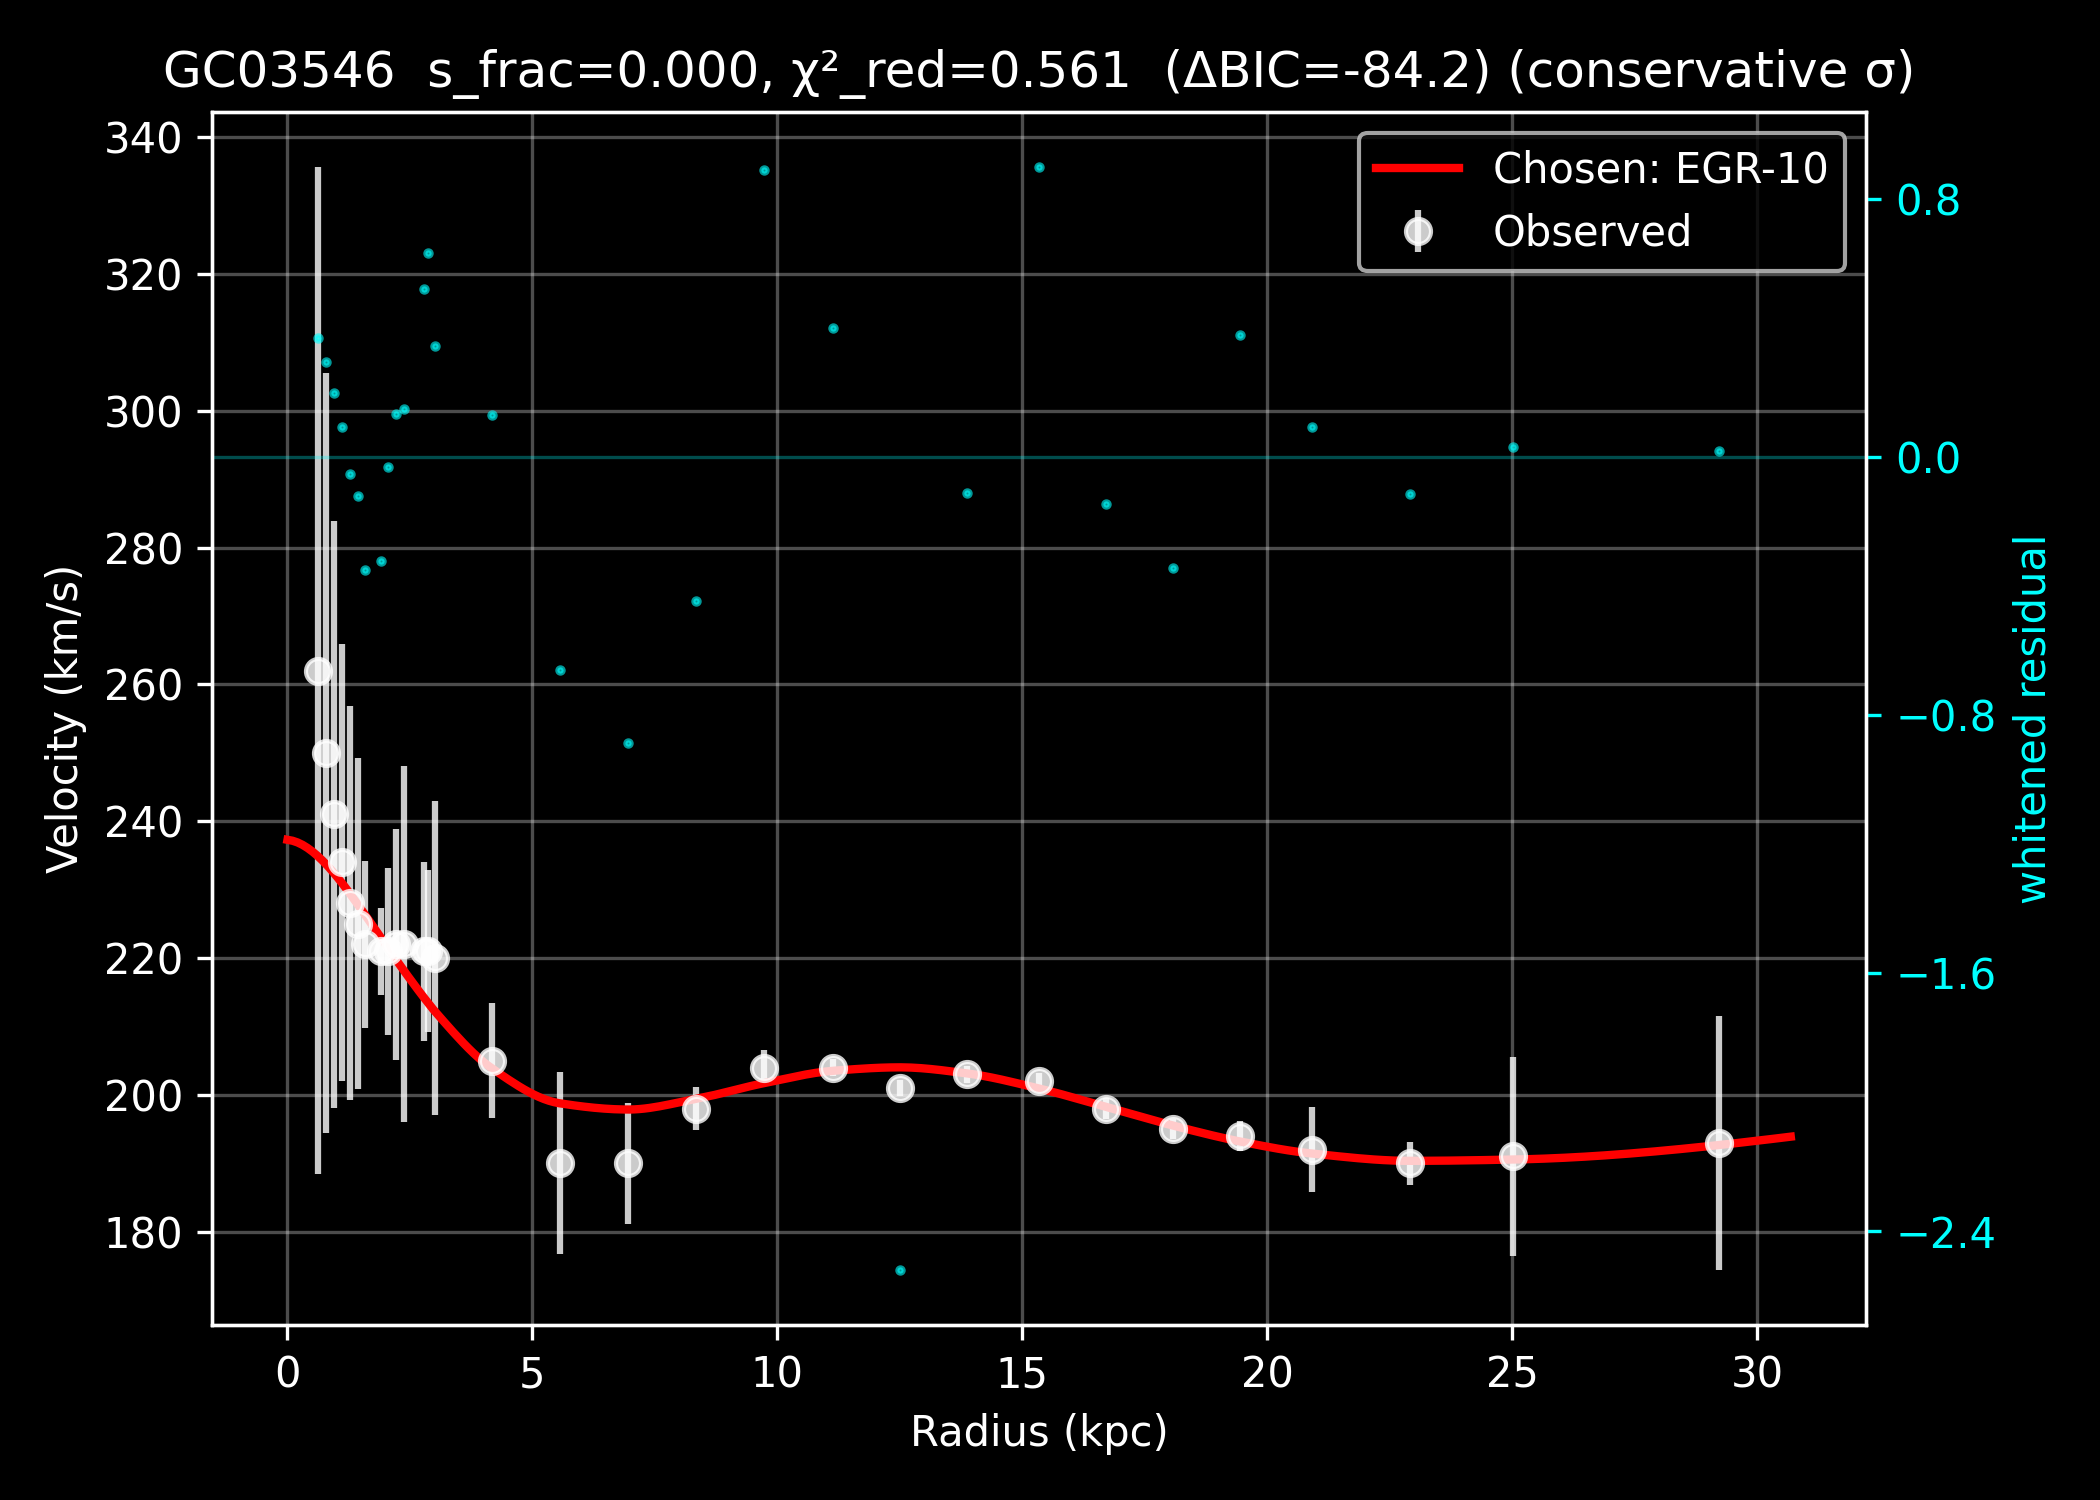 GC03546 s_frac=0.000, χ²_red=0.561 (ΔBIC=-84.2) (conservative σ)
Chosen: EGR-10
Observed
340
320
300
280
260
240
220
200
180
Velocity (km/s)
0.8
0.0
−0.8
−1.6
−2.4
whitened residual
0 5 10 15 20 25 30
Radius (kpc)